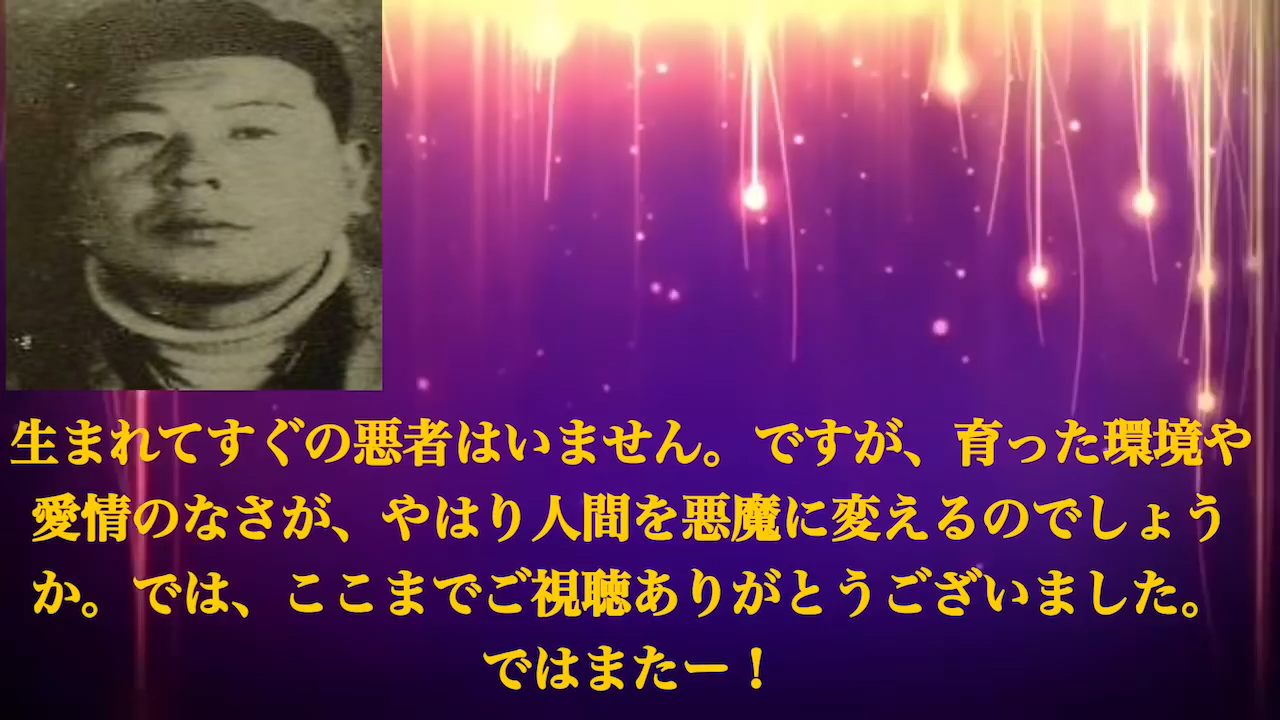 生まれてすぐの悪者はいません。ですが、育った環境や
愛情のなさが、やはり人間を悪魔に変えるのでしょう
か。では、ここまでご視聴ありがとうございました。
ではまたー！